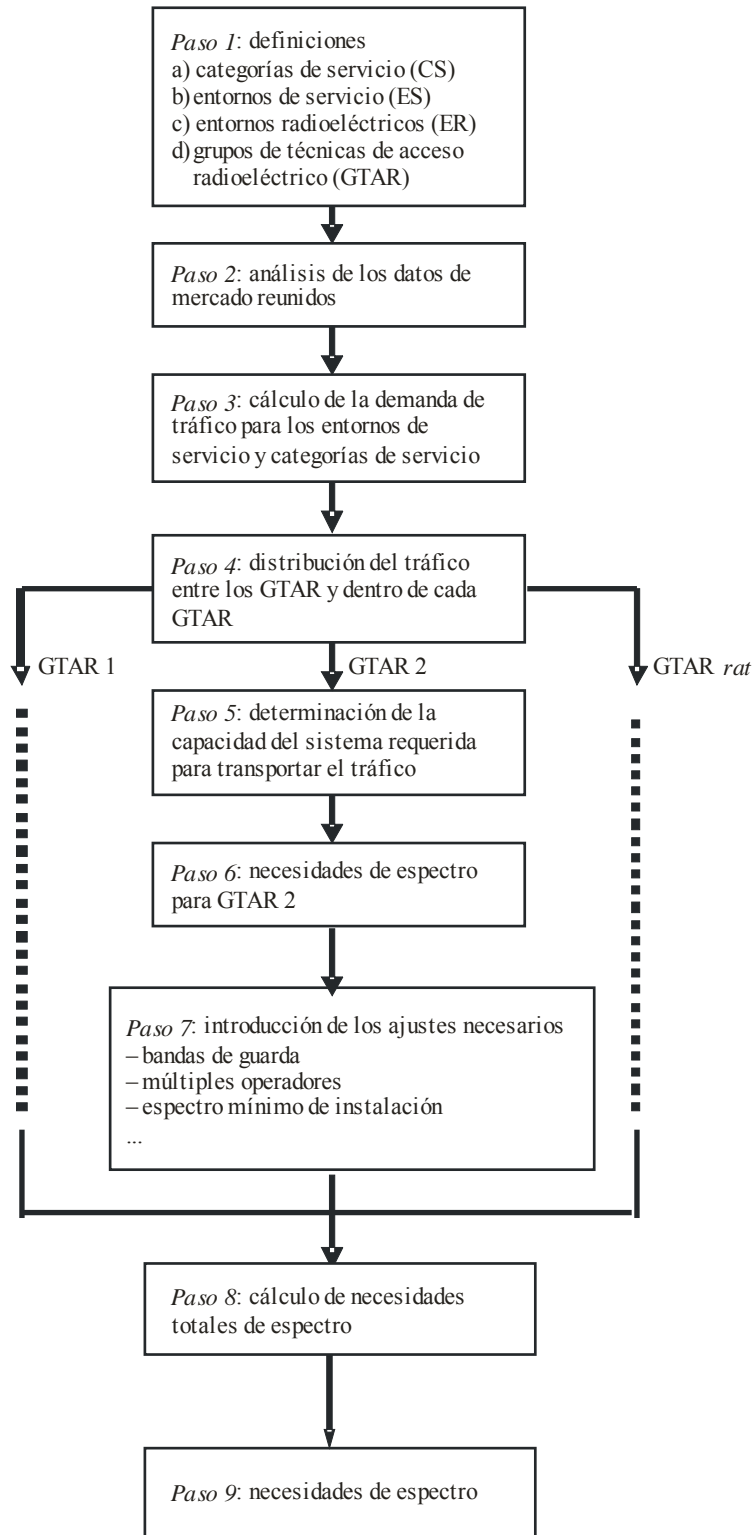 Paso 1: definiciones
a) categorías de servicio (CS)
b) entornos de servicio (ES)
c) entornos radioeléctricos (ER)
d) grupos de técnicas de acceso
radioeléctrico (GTAR)
Paso 2: análisis de los datos de
mercado reunidos
Paso 3: cálculo de la demanda de
tráfico para los entornos de
servicio y categorías de servicio
Paso 4: distribución del tráfico
entre los GTAR y dentro de cada
GTAR
GTAR 1
GTAR 2
GTAR rat
Paso 5: determinación de la
capacidad del sistema requerida
para transportar el tráfico
Paso 6: necesidades de espectro
para GTAR 2
Paso 7: introducción de los ajustes necesarios
– bandas de guarda
– múltiples operadores
– espectro mínimo de instalación
...
Paso 8: cálculo de necesidades
totales de espectro
Paso 9: necesidades de espectro